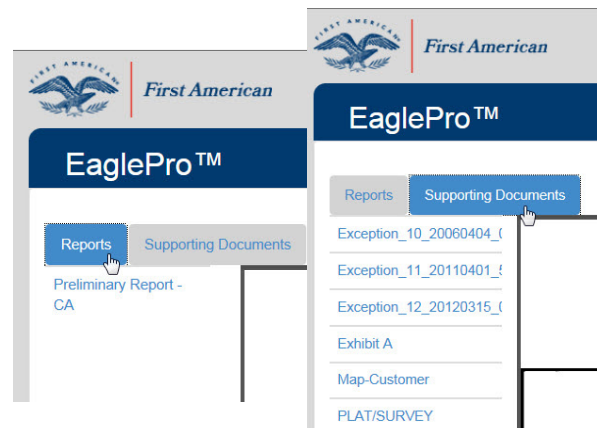 FIRST AMERICAN
First American
EaglePro™
Reports
Supporting Documents
Preliminary Report -
CA
FIRST AMERICAN
First American
EaglePro™
Reports
Supporting Documents
Exception_10_20060404_
Exception_11_20110401_
Exception_12_20120315_
Exhibit A
Map-Customer
PLAT/SURVEY